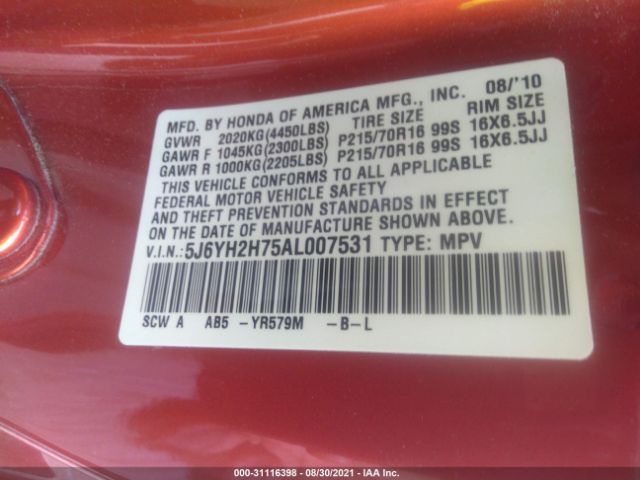 MFD. BY HONDA OF AMERICA MFG., INC. 08/'10
GVWR 2020KG(4450LBS) TIRE SIZE RIM SIZE
GAWR F 1045KG(2300LBS) P215/70R16 99S 16X6.5JJ
GAWR R 1000KG(2205LBS) P215/70R16 99S 16X6.5JJ
THIS VEHICLE CONFORMS TO ALL APPLICABLE
FEDERAL MOTOR VEHICLE SAFETY
AND THEFT PREVENTION STANDARDS IN EFFECT
ON THE DATE OF MANUFACTURE SHOWN ABOVE.
V.I.N.:5J6YH2H75AL007531 TYPE: MPV
SCW A AB5 -YR579M -B-L
000-31116398 - 08/30/2021 - IAA Inc.